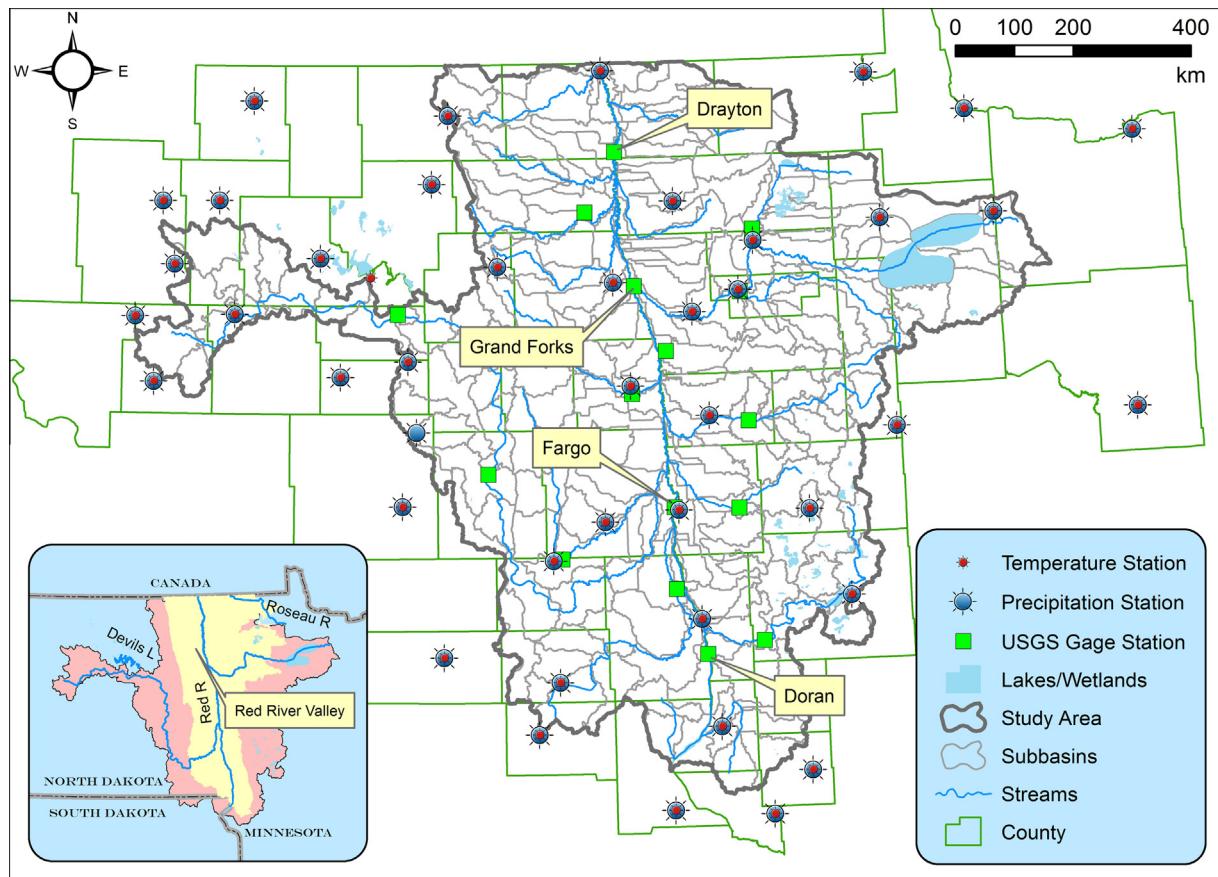 N
W E
S
0 100 200 400
km
Drayton
Grand Forks
Fargo
Doran
CANADA
Roseau R
Devils L
Red R
Red River Valley
NORTH DAKOTA
SOUTH DAKOTA
MINNESOTA
Temperature Station
Precipitation Station
USGS Gage Station
Lakes/Wetlands
Study Area
Subbasins
Streams
County